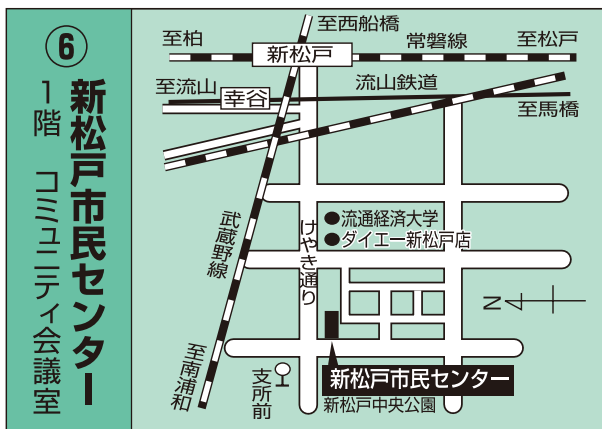 ⑥
新松戸市民センター
1階 コミュニティ会議室
至西船橋
至柏
新松戸
常磐線
至松戸
至流山
幸谷
流山鉄道
至馬橋
武蔵野線
けやき通り
●流通経済大学
●ダイエー新松戸店
N
至南浦和
支所前
新松戸市民センター
新松戸中央公園